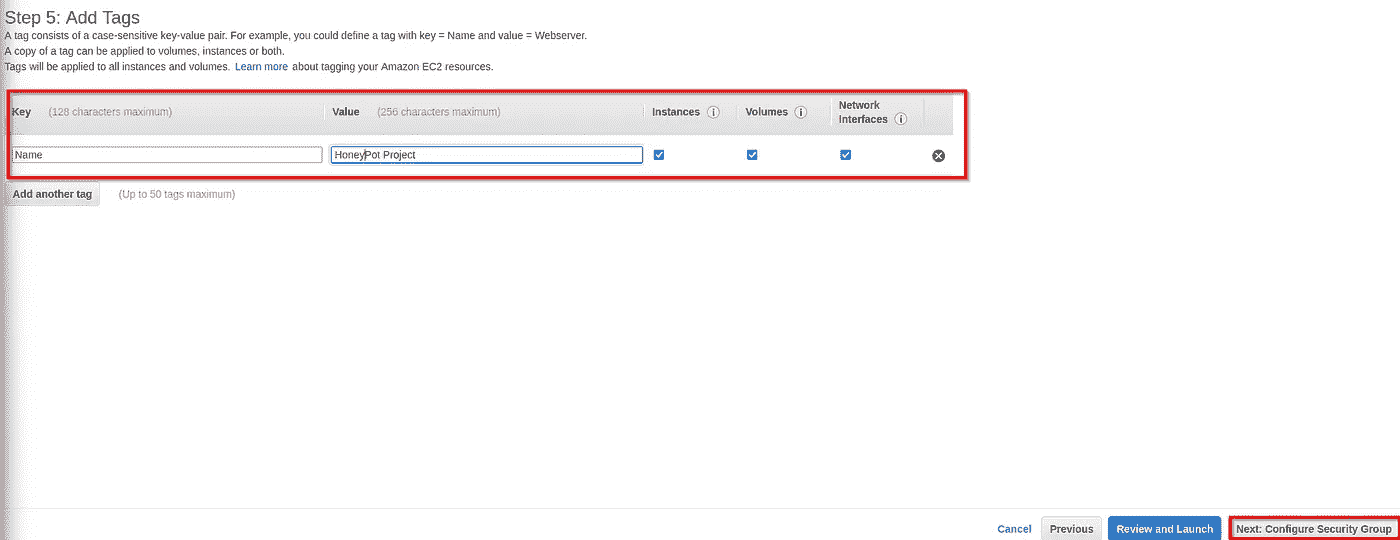 Step 5: Add Tags
A tag consists of a case-sensitive key-value pair. For example, you could define a tag with key = Name and value = Webserver.
A copy of a tag can be applied to volumes, instances or both.
Tags will be applied to all instances and volumes. Learn more about tagging your Amazon EC2 resources.
Key (128 characters maximum) Value (256 characters maximum) Instances i Volumes i Network Interfaces i
Name HoneyPot Project
Add another tag (Up to 50 tags maximum)
Cancel Previous Review and Launch Next: Configure Security Group